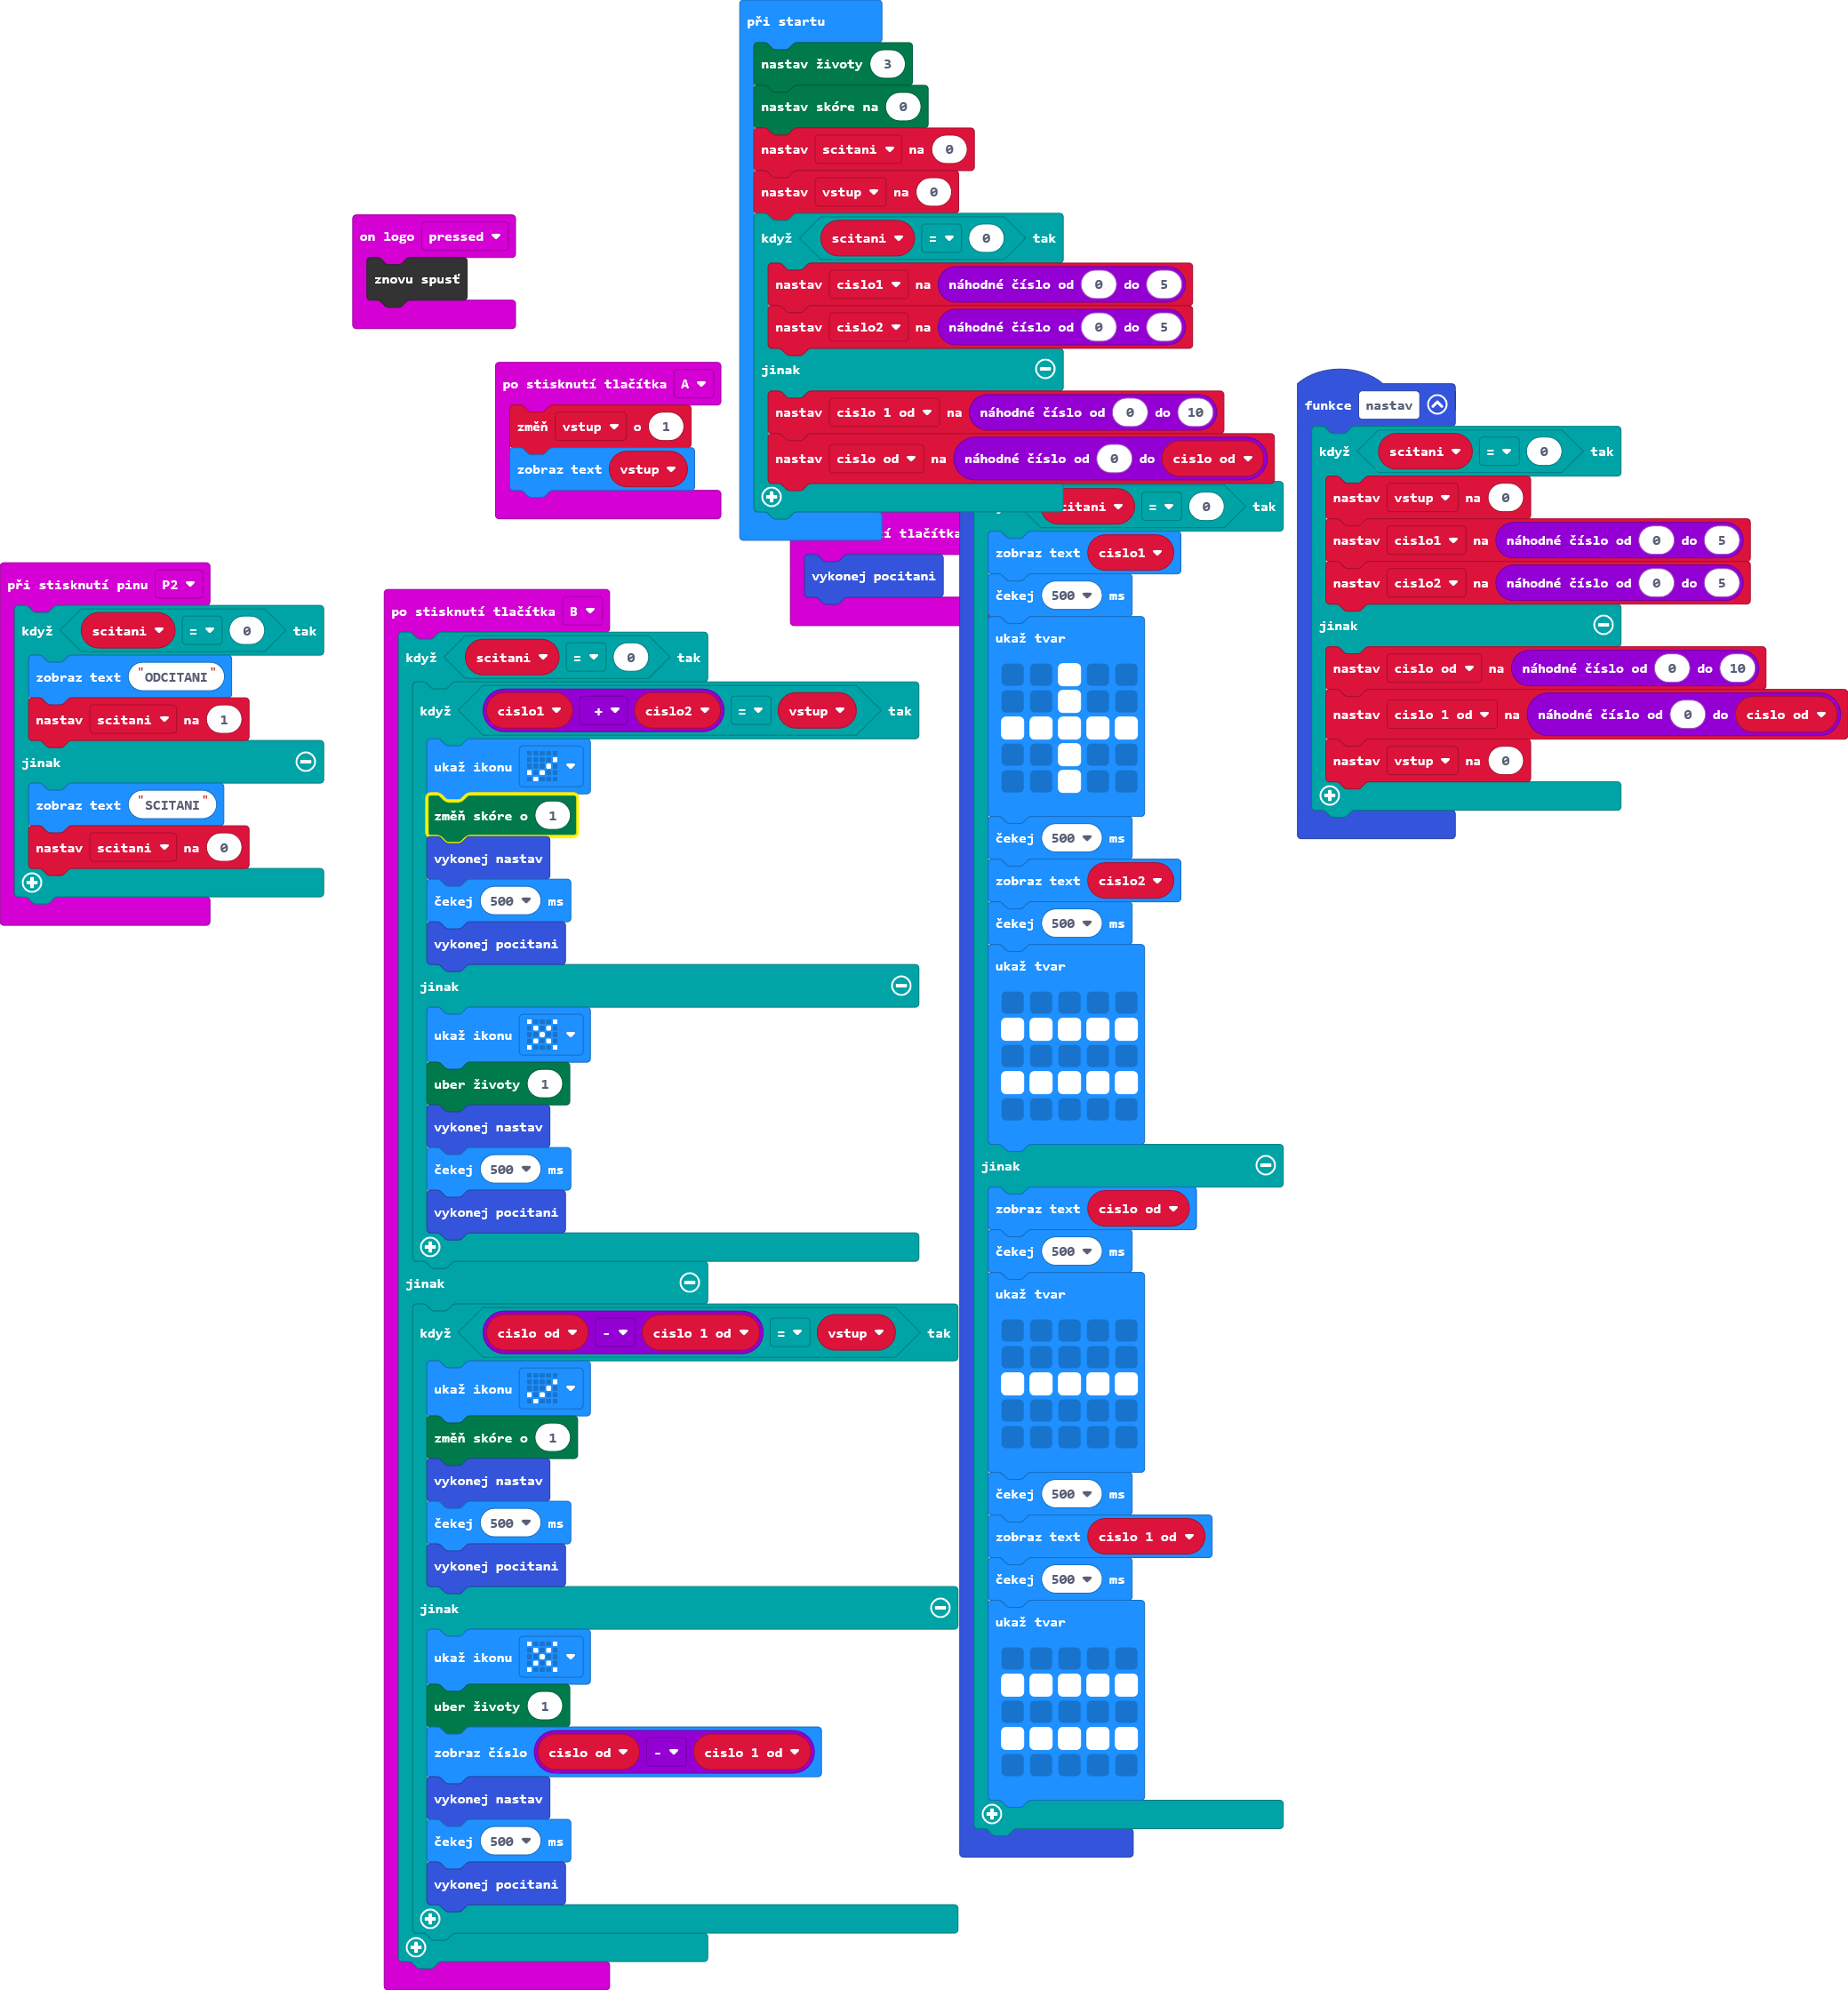 při startu
nastav životy 3
nastav skóre na 0
nastav scitani na 0
nastav vstup na 0
když scitani = 0 tak
nastav cislo1 na náhodné číslo od 0 do 5
nastav cislo2 na náhodné číslo od 0 do 5
jinak
nastav cislo 1 od na náhodné číslo od 0 do 10
nastav cislo od na náhodné číslo od 0 do cislo od
on logo pressed
znovu spusť
po stisknutí tlačítka A
změň vstup o 1
zobraz text vstup
při stisknutí pinu P2
když scitani = 0 tak
zobraz text "ODCITANI"
nastav scitani na 1
jinak
zobraz text "SCITANI"
nastav scitani na 0
po stisknutí tlačítka B
když scitani = 0 tak
když cislo1 + cislo2 = vstup tak
ukaž ikonu
změň skóre o 1
vykonej nastav
čekej 500 ms
vykonej pocitani
jinak
ukaž ikonu
uber životy 1
vykonej nastav
čekej 500 ms
vykonej pocitani
jinak
když cislo od - cislo 1 od = vstup tak
ukaž ikonu
změň skóre o 1
vykonej nastav
čekej 500 ms
vykonej pocitani
jinak
ukaž ikonu
uber životy 1
zobraz číslo cislo od - cislo 1 od
vykonej nastav
čekej 500 ms
vykonej pocitani
tlačítka
vykonej pocitani
citani = 0 tak
zobraz text cislo1
čekej 500 ms
ukaž tvar
čekej 500 ms
zobraz text cislo2
čekej 500 ms
ukaž tvar
jinak
zobraz text cislo od
čekej 500 ms
ukaž tvar
čekej 500 ms
zobraz text cislo 1 od
čekej 500 ms
ukaž tvar
funkce nastav
když scitani = 0 tak
nastav vstup na 0
nastav cislo1 na náhodné číslo od 0 do 5
nastav cislo2 na náhodné číslo od 0 do 5
jinak
nastav cislo od na náhodné číslo od 0 do 10
nastav cislo 1 od na náhodné číslo od 0 do cislo od
nastav vstup na 0